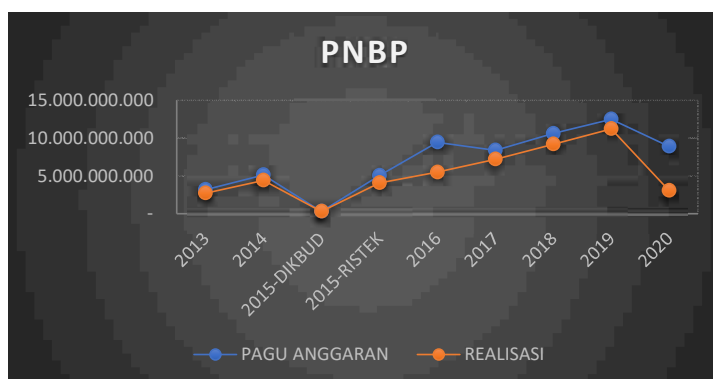 PNBP
15.000.000.000
10.000.000.000
5.000.000.000
-
2013
2014
2015-DIKBUD
2015-RISTEK
2016
2017
2018
2019
2020
PAGU ANGGARAN
REALISASI